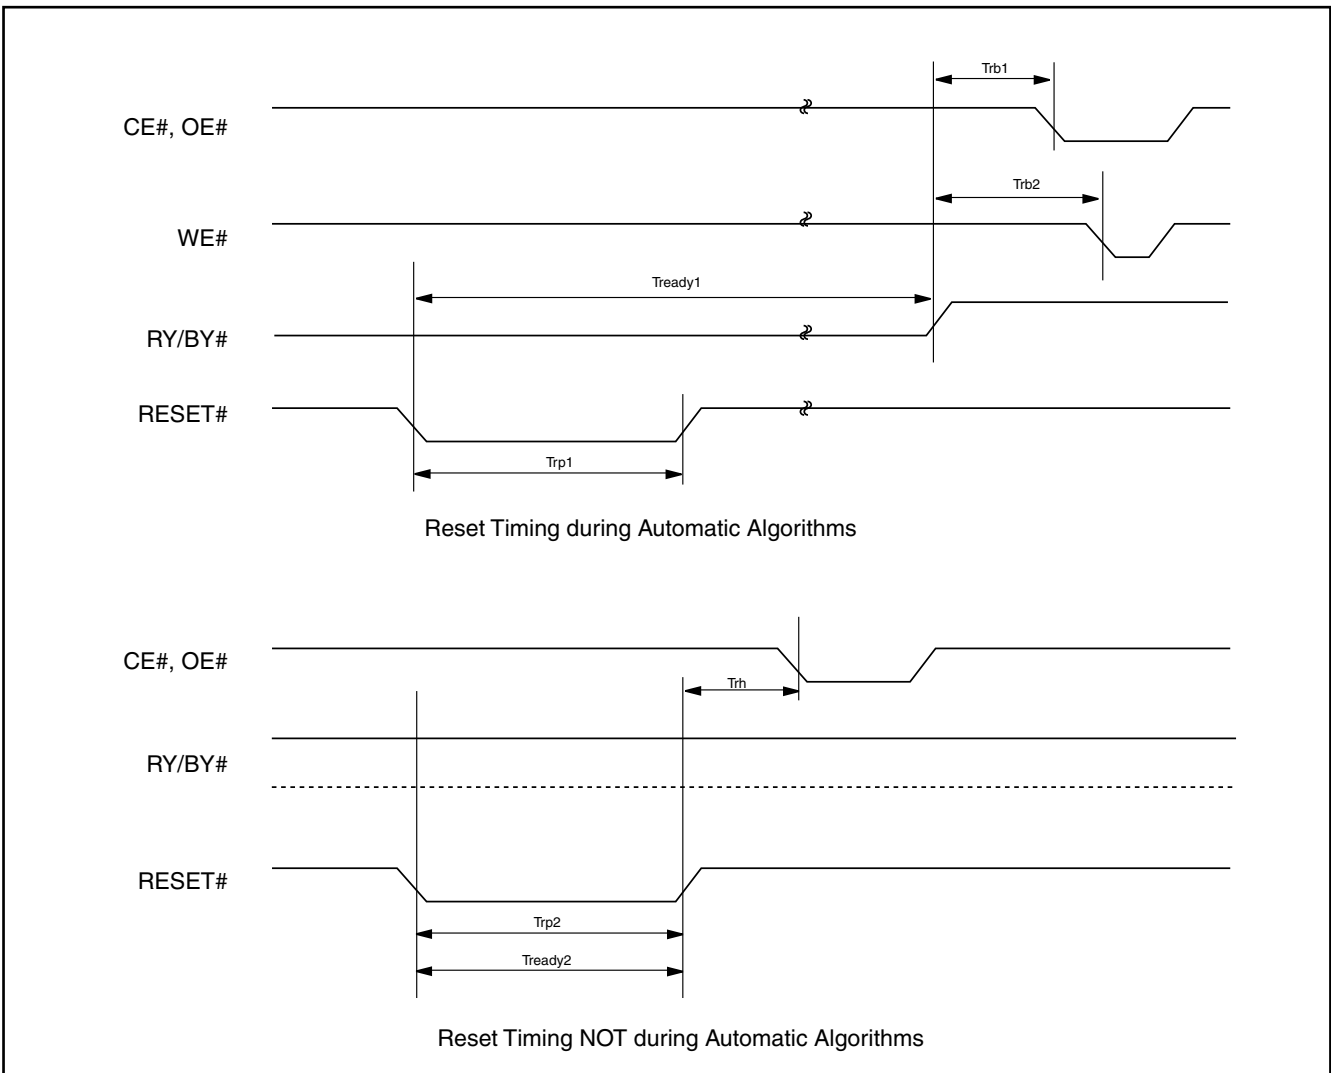 Trb1
CE#, OE#
Trb2
WE#
Tready1
RY/BY#
RESET#
Trp1
Reset Timing during Automatic Algorithms
CE#, OE#
Trh
RY/BY#
RESET#
Trp2
Tready2
Reset Timing NOT during Automatic Algorithms